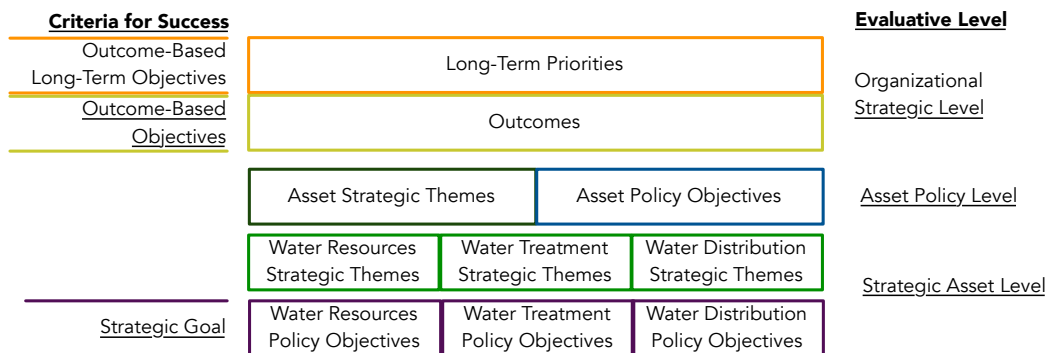 Criteria for Success
Evaluative Level
Outcome-Based
Long-Term Objectives
Long-Term Priorities
Organizational
Strategic Level
Outcome-Based
Objectives
Outcomes
Asset Strategic Themes
Asset Policy Objectives
Asset Policy Level
Water Resources
Strategic Themes
Water Treatment
Strategic Themes
Water Distribution
Strategic Themes
Strategic Asset Level
Strategic Goal
Water Resources
Policy Objectives
Water Treatment
Policy Objectives
Water Distribution
Policy Objectives